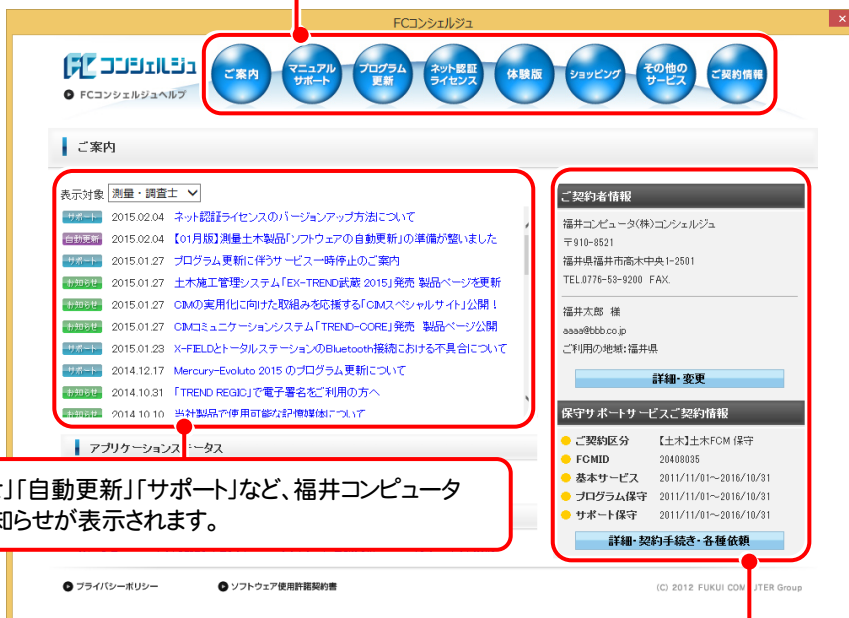 FCコンシェルジュ
×
FC コンシェルジュ
FCコンシェルジュヘルプ
ご案内
マニュアル
サポート
プログラム
更新
ネット認証
ライセンス
体験版
ショッピング
その他の
サービス
ご契約情報
ご案内
表示対象 測量・調査士
サポート 2015.02.04 ネット認証ライセンスのバージョンアップ方法について
自動更新 2015.02.04 【01月版】測量土木製品「ソフトウェアの自動更新」の準備が整いました
サポート 2015.01.27 プログラム更新に伴うサービス一時停止のご案内
お知らせ 2015.01.27 土木施工管理システム「EX-TREND武蔵 2015」発売 製品ページを更新
お知らせ 2015.01.27 CIMの実用化に向けた取組みを応援する「CIMスペシャルサイト」公開！
お知らせ 2015.01.27 CIMコミュニケーションシステム「TREND-CORE」発売 製品ページ公開
サポート 2015.01.23 X-FIELDとトータルステーションのBluetooth接続における不具合について
サポート 2014.12.17 Mercury-Evoluto 2015 のプログラム更新について
お知らせ 2014.10.31 「TREND REGIC」で電子署名をご利用の方へ
お知らせ 2014.10.10 当社製品で使用可能な記憶媒体について
アプリケーションステータス
」「自動更新」「サポート」など、福井コンピュータ
知らせが表示されます。
ご契約者情報
福井コンピュータ(株)コンシェルジュ
〒910-8521
福井県福井市高木中央1-2501
TEL.0776-53-9200 FAX.
福井太郎 様
aaaa@bbb.co.jp
ご利用の地域:福井県
詳細・変更
保守サポートサービスご契約情報
ご契約区分 【土木】土木FCM 保守
FCMID 20408035
基本サービス 2011/11/01～2016/10/31
プログラム保守 2011/11/01～2016/10/31
サポート保守 2011/11/01～2016/10/31
詳細・契約手続き・各種依頼
プライバシーポリシー
ソフトウェア使用許諾契約書
(C) 2012 FUKUI COMPUTER Group